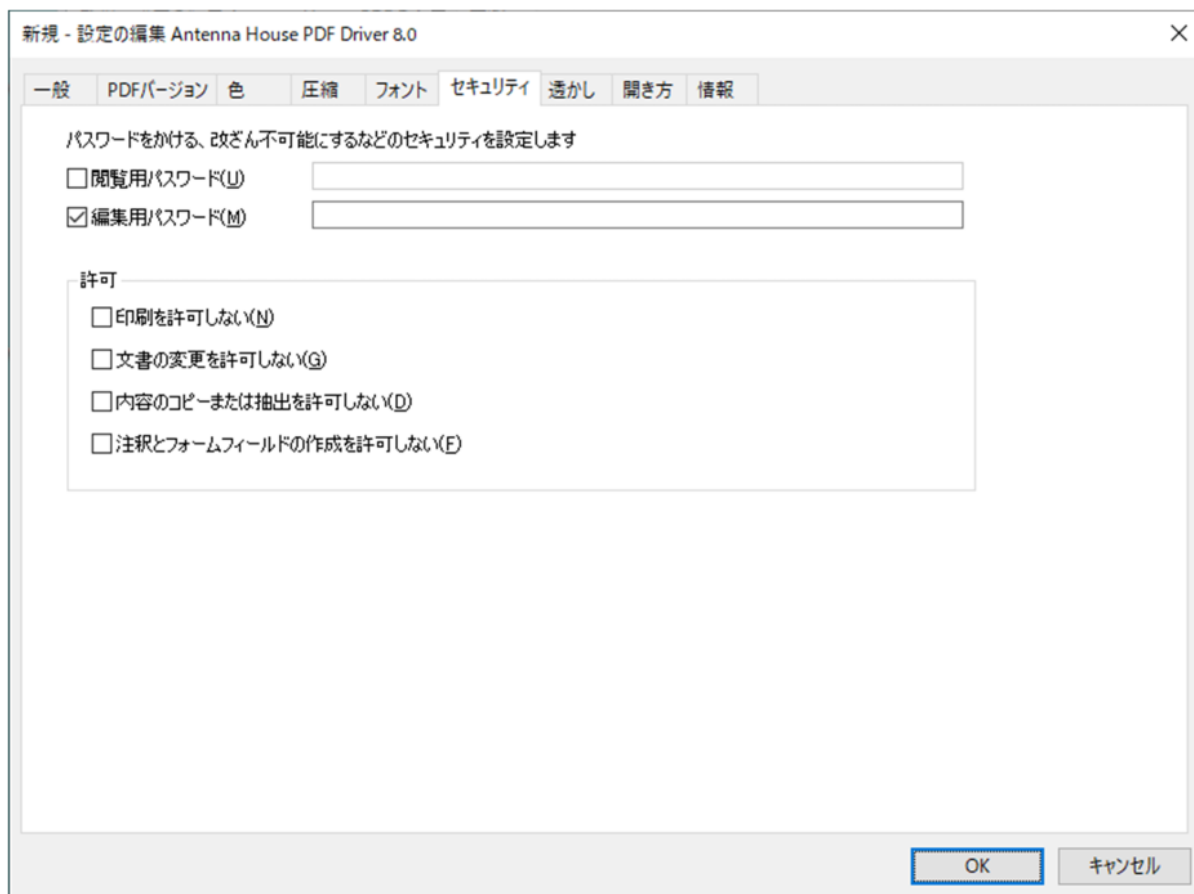 新規 - 設定の編集 Antenna House PDF Driver 8.0
一般 PDFバージョン 色 圧縮 フォント セキュリティ 透かし 開き方 情報
パスワードをかける、改ざん不可能にするなどのセキュリティを設定します
閲覧用パスワード(U)
編集用パスワード(M)
許可
印刷を許可しない(N)
文書の変更を許可しない(G)
内容のコピーまたは抽出を許可しない(D)
注釈とフォームフィールドの作成を許可しない(F)
OK キャンセル